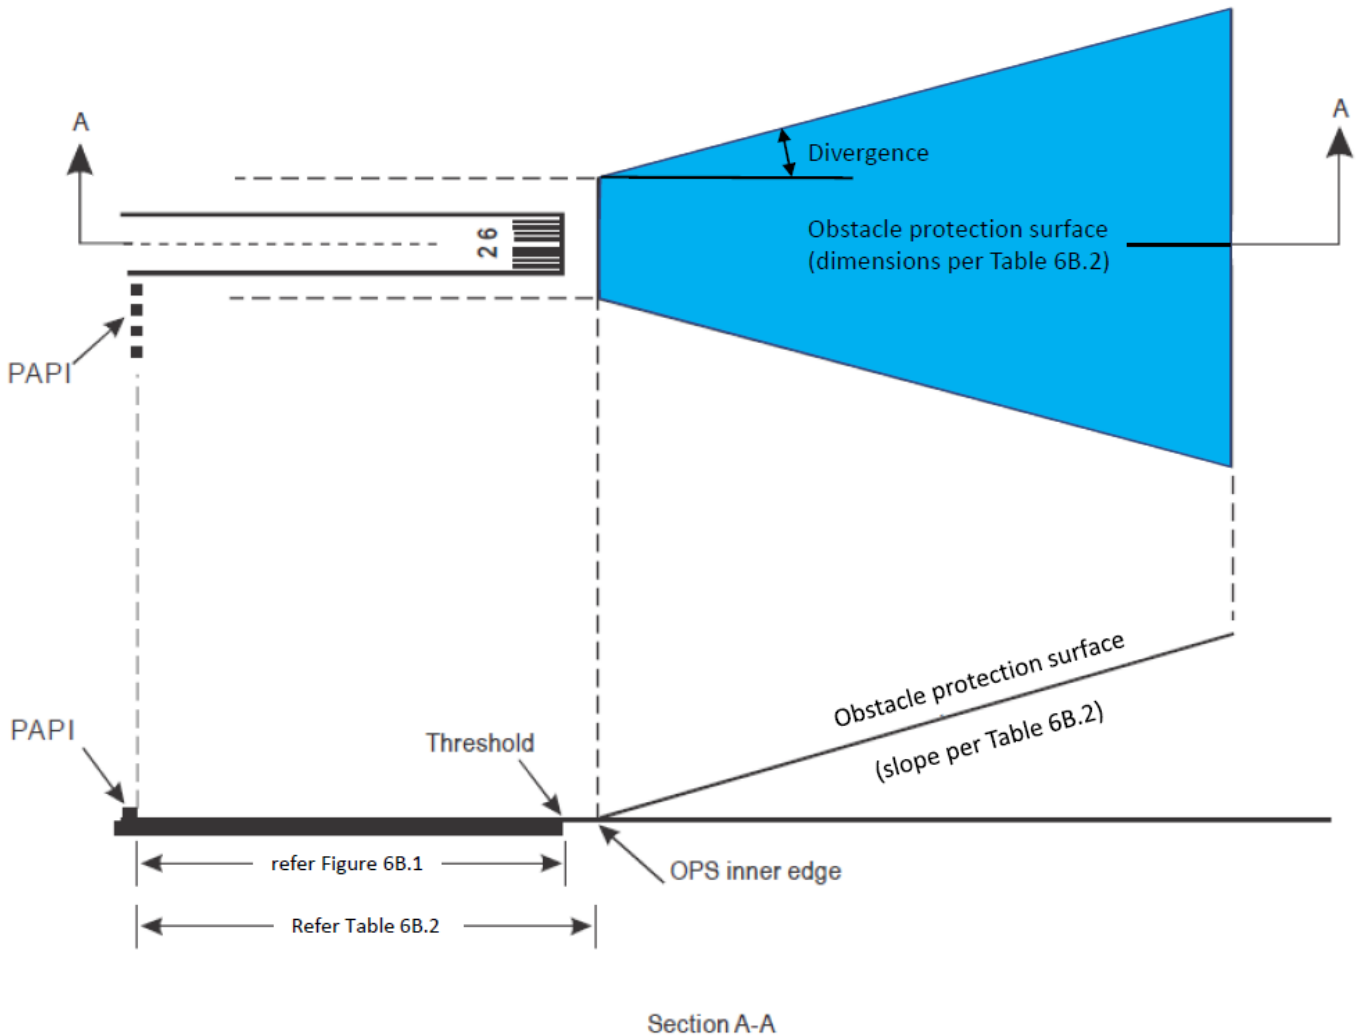 A
A
Divergence
Obstacle protection surface
(dimensions per Table 6B.2)
26
PAPI
Obstacle protection surface
(slope per Table 6B.2)
PAPI
Threshold
refer Figure 6B.1
OPS inner edge
Refer Table 6B.2
Section A-A